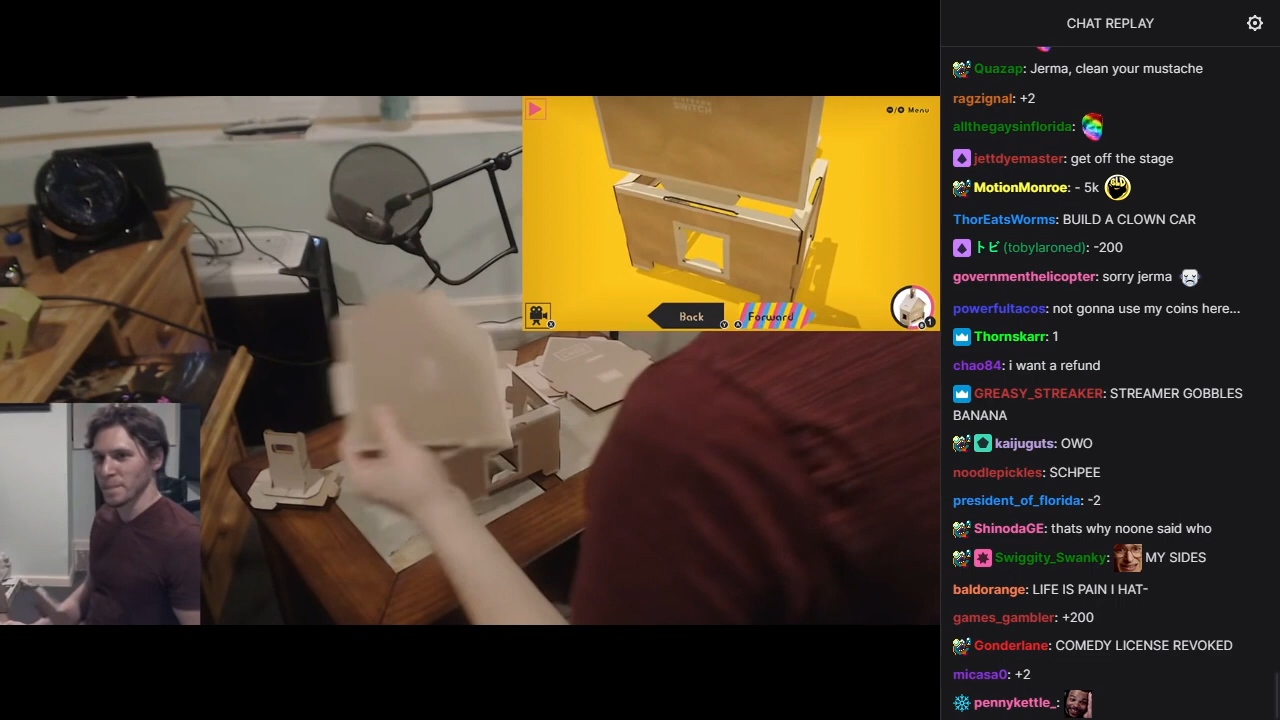 CHAT REPLAY
Quazap: Jerma, clean your mustache
ragzignal: +2
allthegaysinflorida:
jettdyemaster: get off the stage
MotionMonroe: - 5k
ThorEatsWorms: BUILD A CLOWN CAR
トビ (tobylaroned): -200
governmenthelicopter: sorry jerma
powerfultacos: not gonna use my coins here...
Thornskarr: 1
chao84: i want a refund
GREASY_STREAKER: STREAMER GOBBLES
BANANA
kaijuguts: OWO
noodlepickles: SCHPEE
president_of_florida: -2
ShinodaGE: thats why noone said who
Swiggity_Swanky: MY SIDES
baldorange: LIFE IS PAIN I HAT-
games_gambler: +200
Gonderlane: COMEDY LICENSE REVOKED
micasa0: +2
pennykettle_:
SWITCH
Menu
Back
Forward
X
Y
A
1